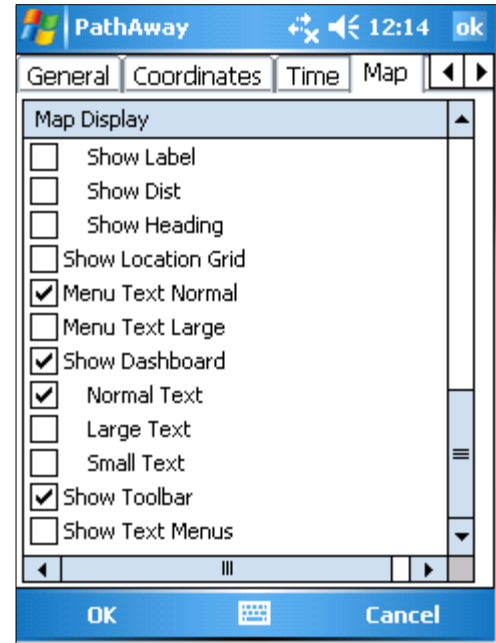 PathAway 12:14 ok
General Coordinates Time Map
Map Display
Show Label
Show Dist
Show Heading
Show Location Grid
Menu Text Normal
Menu Text Large
Show Dashboard
Normal Text
Large Text
Small Text
Show Toolbar
Show Text Menus
OK Cancel